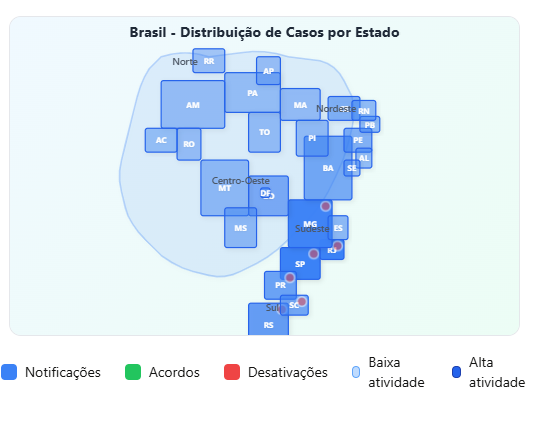 Brasil - Distribuição de Casos por Estado
Norte RR
AP
AM PA
MA Nordeste RN
PB
AC RO TO PI PE
AL
BA SE
Centro-Oeste
MT DF
MS MG Sudeste ES
RJ
SP
PR
Sul SC
RS
Notificações Acordos Desativações Baixa atividade Alta atividade